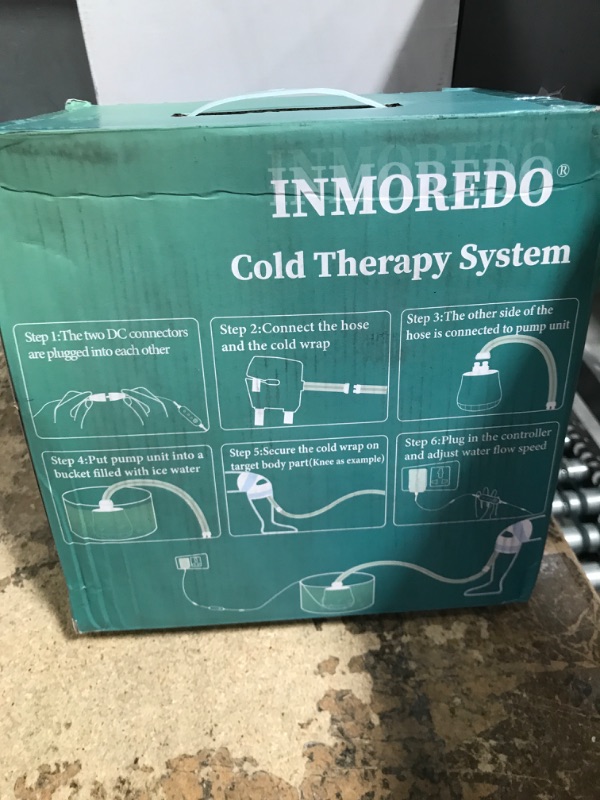 INMOREDO®
Cold Therapy System
Step 1:The two DC connectors
are plugged into each other
Step 2:Connect the hose
and the cold wrap
Step 3:The other side of the
hose is connected to pump unit
Step 4:Put pump unit into a
bucket filled with ice water
Step 5:Secure the cold wrap on
target body part(Knee as example)
Step 6:Plug in the controller
and adjust water flow speed